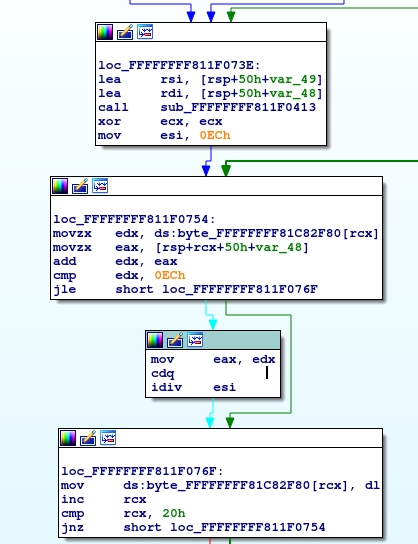 loc_FFFFFFFF811F073E:
lea rsi, [rsp+50h+var_49]
lea rdi, [rsp+50h+var_48]
call sub_FFFFFFFF811F0413
xor ecx, ecx
mov esi, 0ECh
loc_FFFFFFFF811F0754:
movzx edx, ds:byte_FFFFFFFF81C82F80[rcx]
movzx eax, [rsp+rcx+50h+var_48]
add edx, eax
cmp edx, 0ECh
jle short loc_FFFFFFFF811F076F
mov eax, edx
cdq
idiv esi
loc_FFFFFFFF811F076F:
mov ds:byte_FFFFFFFF81C82F80[rcx], dl
inc rcx
cmp rcx, 20h
jnz short loc_FFFFFFFF811F0754